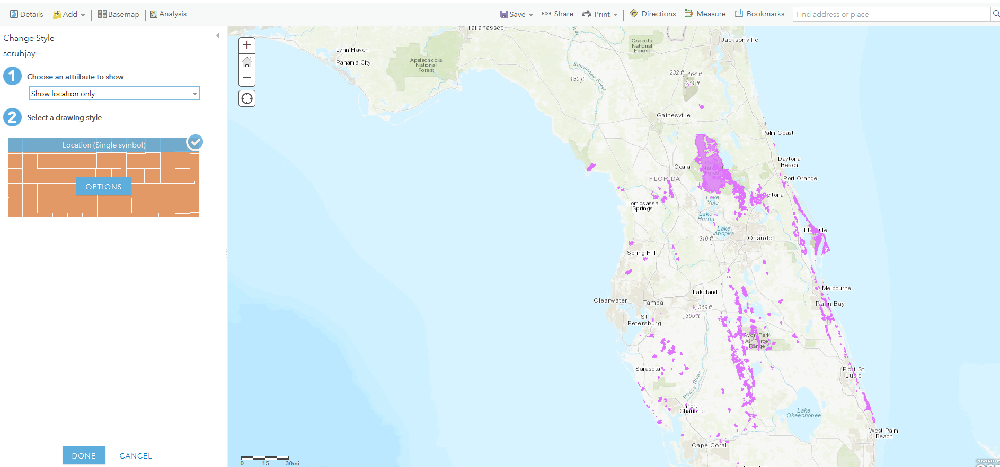 Details Add Basemap Analysis Save Share Print Directions Measure Bookmarks Find address or place
Change Style
scrubjay
1 Choose an attribute to show
Show location only
2 Select a drawing style
Location (Single symbol)
OPTIONS
DONE CANCEL
+
−
Tallahassee
Jacksonville
Osceola
National
Forest
Lynn Haven
Panama City
Apalachicola
National
Forest
Suwannee River
River
130 ft
232 ft
164 ft
241 ft
Gainesville
Palm Coast
Daytona
Beach
Ocala
Ocala
National
Forest
FLORIDA
Port Orange
Deltona
Lake
Yale
Homosassa
Springs
Lake
Harris
Lake
Apopka
Titusville
310 ft
Orlando
Spring Hill
Melbourne
Lakeland
Clearwater
Tampa
Palm Bay
369 ft
365 ft
St
Petersburg
Avon Park
Air Force
Range
Sarasota
Port St
Lucie
Peace River
Port
Charlotte
Lake
Okeechobee
West Palm
Beach
Cape Coral
0 15 30mi
POWERED BY